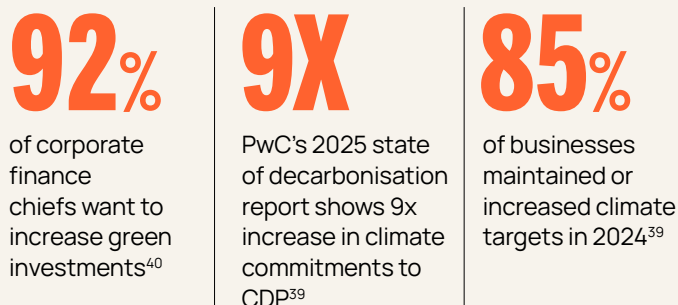 92%
of corporate
finance
chiefs want to
increase green
investments⁴⁰
9X
PwC's 2025 state
of decarbonisation
report shows 9x
increase in climate
commitments to
CDP³⁹
85%
of businesses
maintained or
increased climate
targets in 2024³⁹